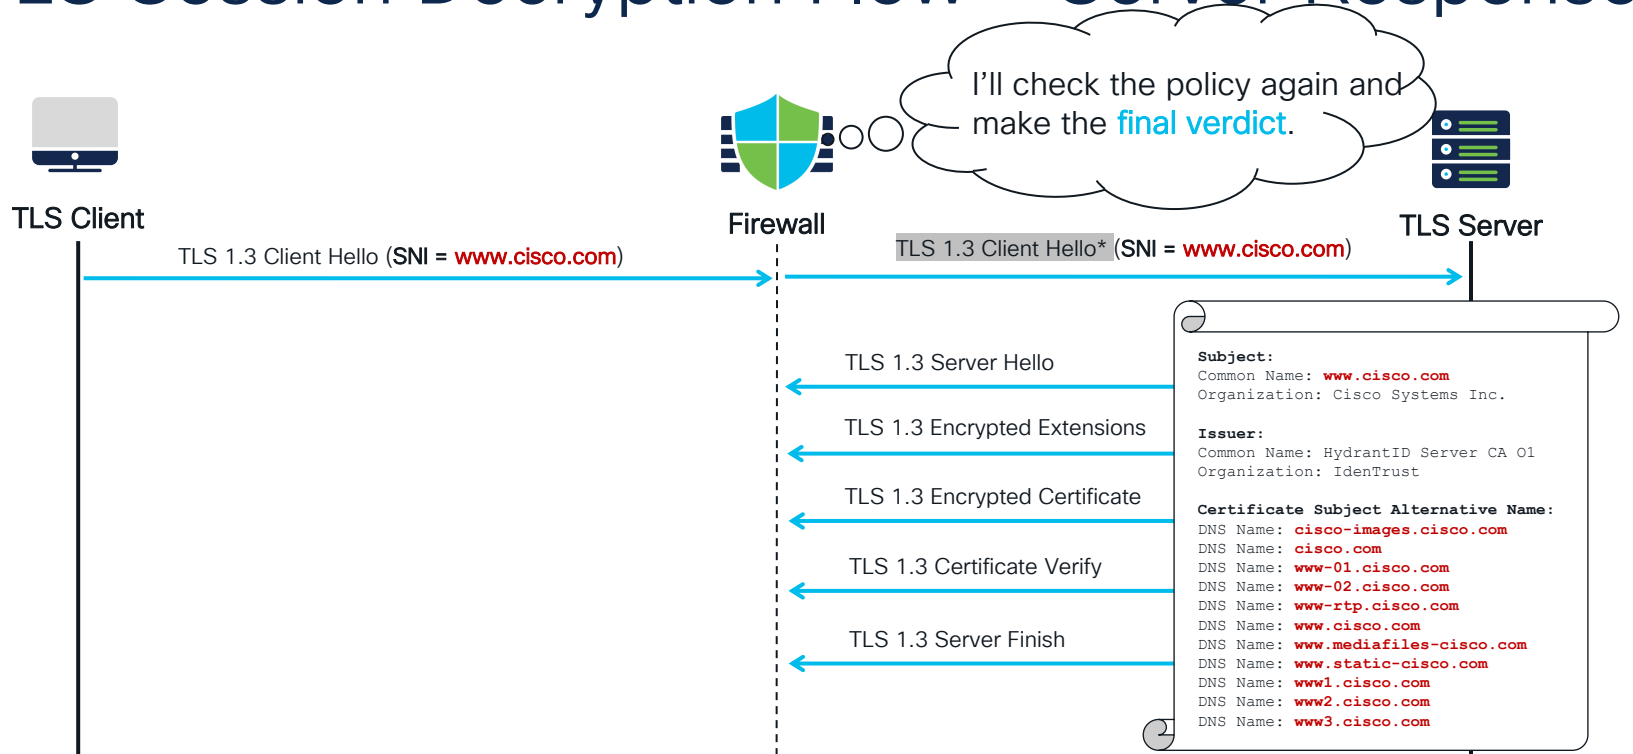 LS Session Decryption Flow – Server Response
I'll check the policy again and
make the final verdict.
TLS Client
Firewall
TLS Server
TLS 1.3 Client Hello (SNI = www.cisco.com)
TLS 1.3 Client Hello* (SNI = www.cisco.com)
TLS 1.3 Server Hello
TLS 1.3 Encrypted Extensions
TLS 1.3 Encrypted Certificate
TLS 1.3 Certificate Verify
TLS 1.3 Server Finish
Subject:
Common Name: www.cisco.com
Organization: Cisco Systems Inc.
Issuer:
Common Name: HydrantID Server CA O1
Organization: IdenTrust
Certificate Subject Alternative Name:
DNS Name: cisco-images.cisco.com
DNS Name: cisco.com
DNS Name: www-01.cisco.com
DNS Name: www-02.cisco.com
DNS Name: www-rtp.cisco.com
DNS Name: www.cisco.com
DNS Name: www.mediafiles-cisco.com
DNS Name: www.static-cisco.com
DNS Name: www1.cisco.com
DNS Name: www2.cisco.com
DNS Name: www3.cisco.com